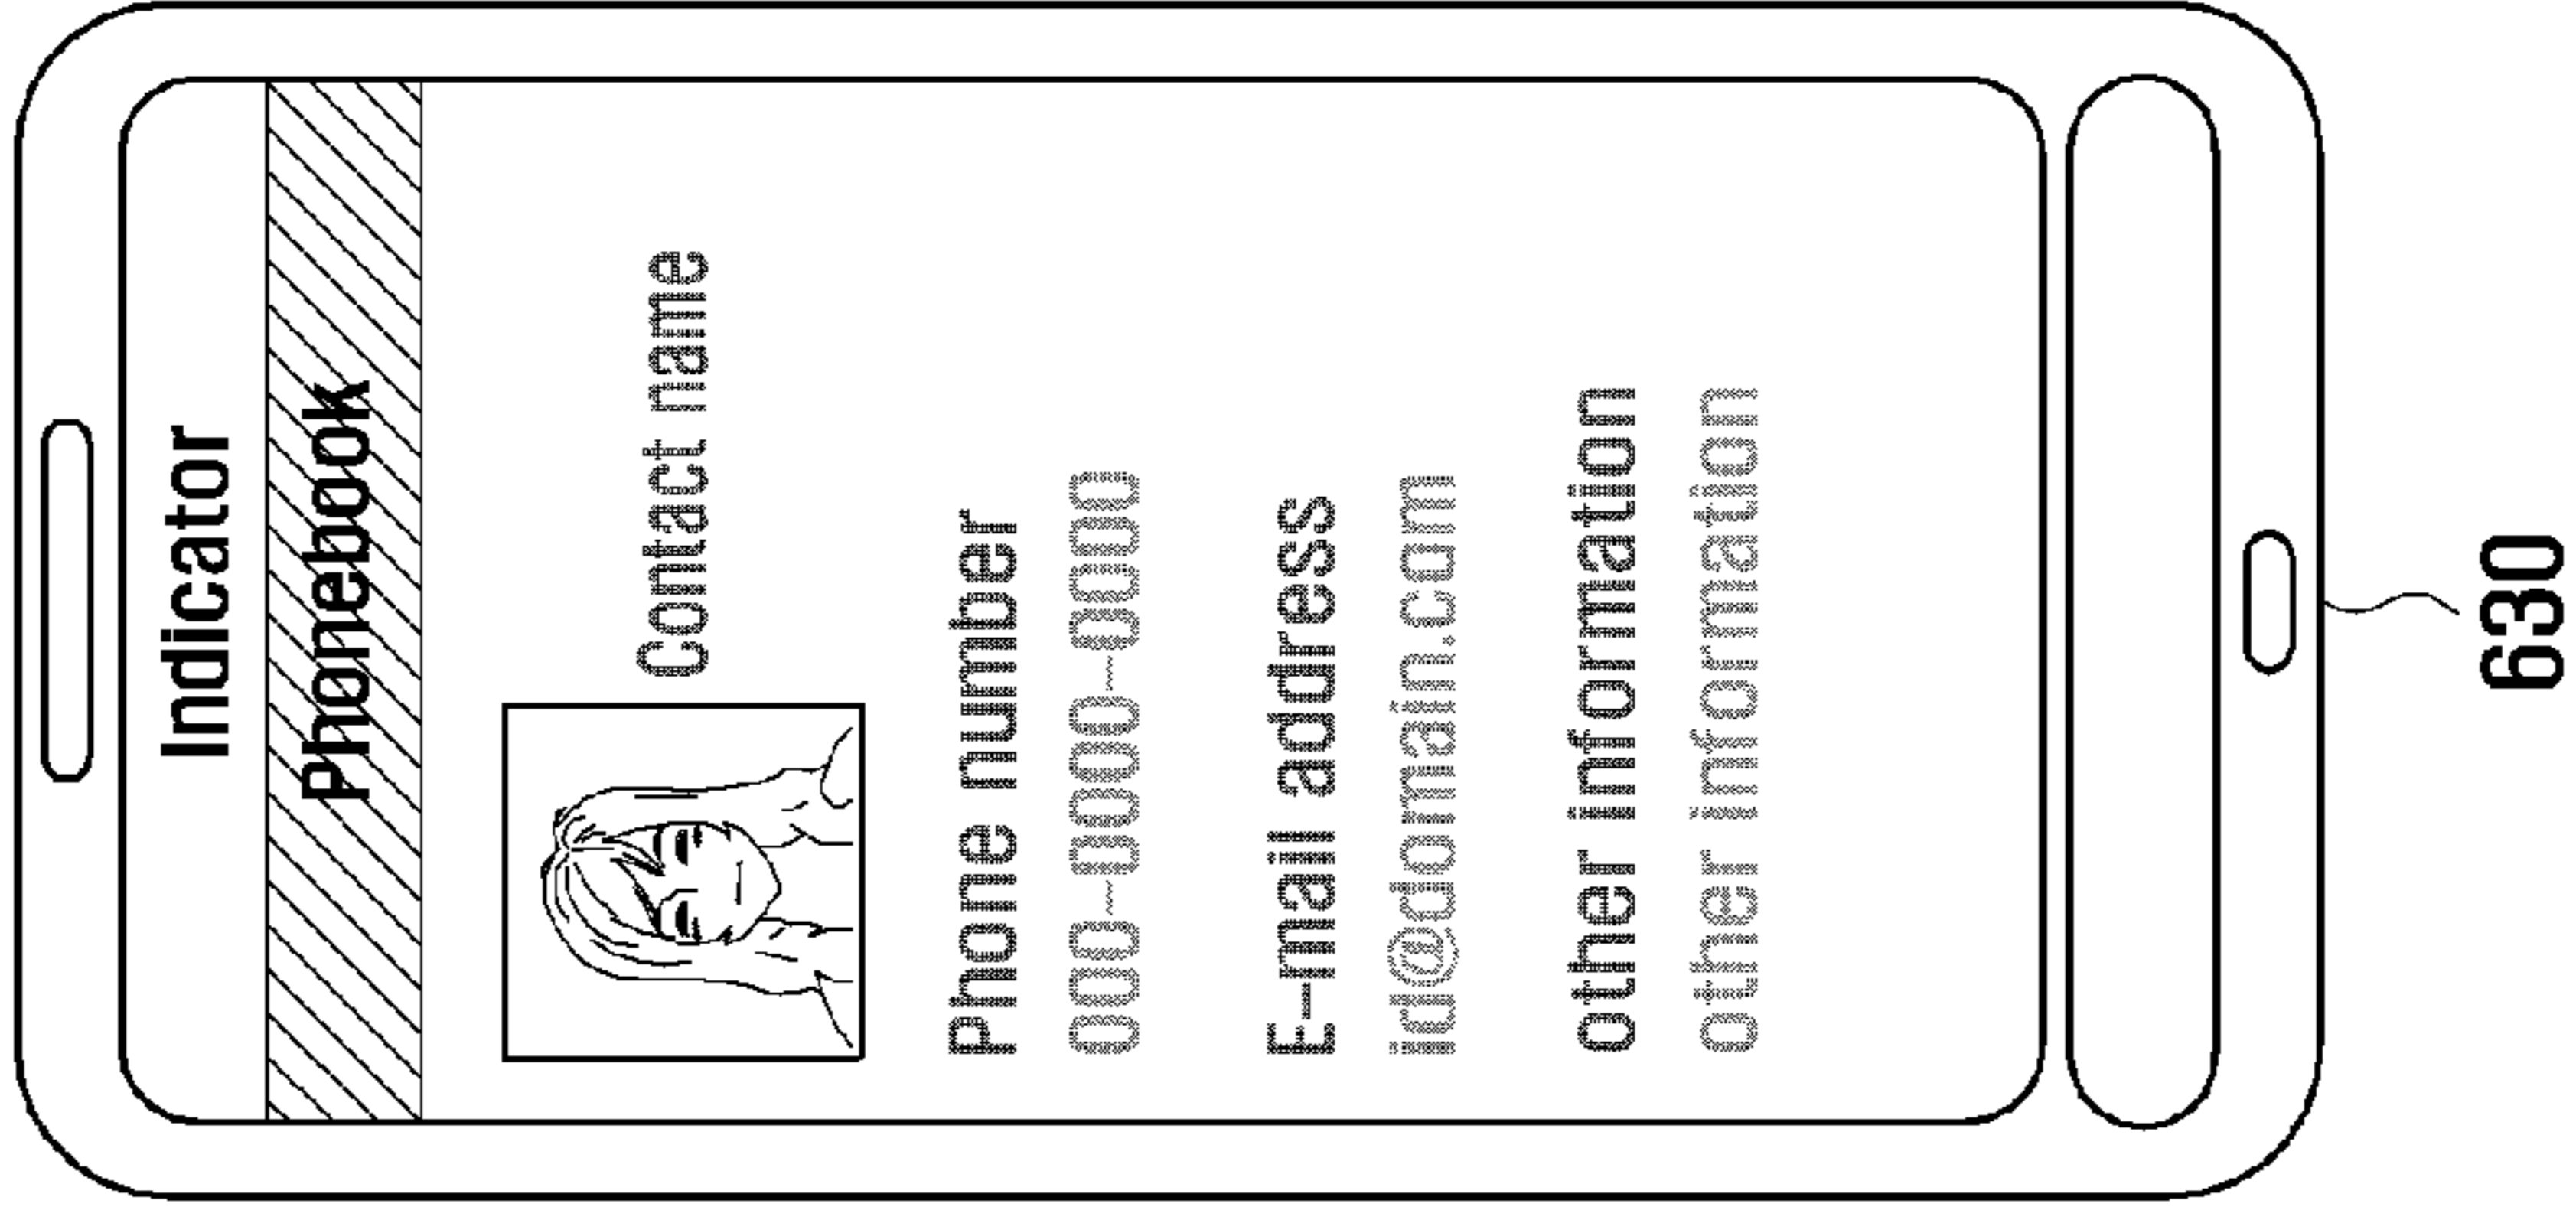 Indicator
Phonebook
Contact name
Phone number
000-0000-0000
E-mail address
id@domain.com
other information
other information
630